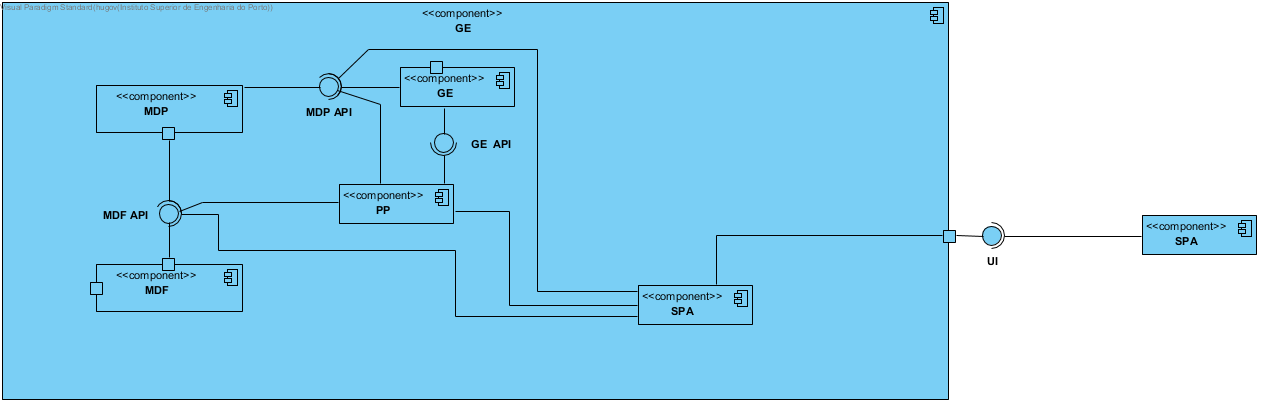 Visual Paradigm Standard(hugov(Instituto Superior de Engenharia do Porto))
<<component>>
GE
<<component>>
MDP
MDP API
<<component>>
GE
GE API
<<component>>
PP
MDF API
<<component>>
MDF
<<component>>
SPA
UI
<<component>>
SPA